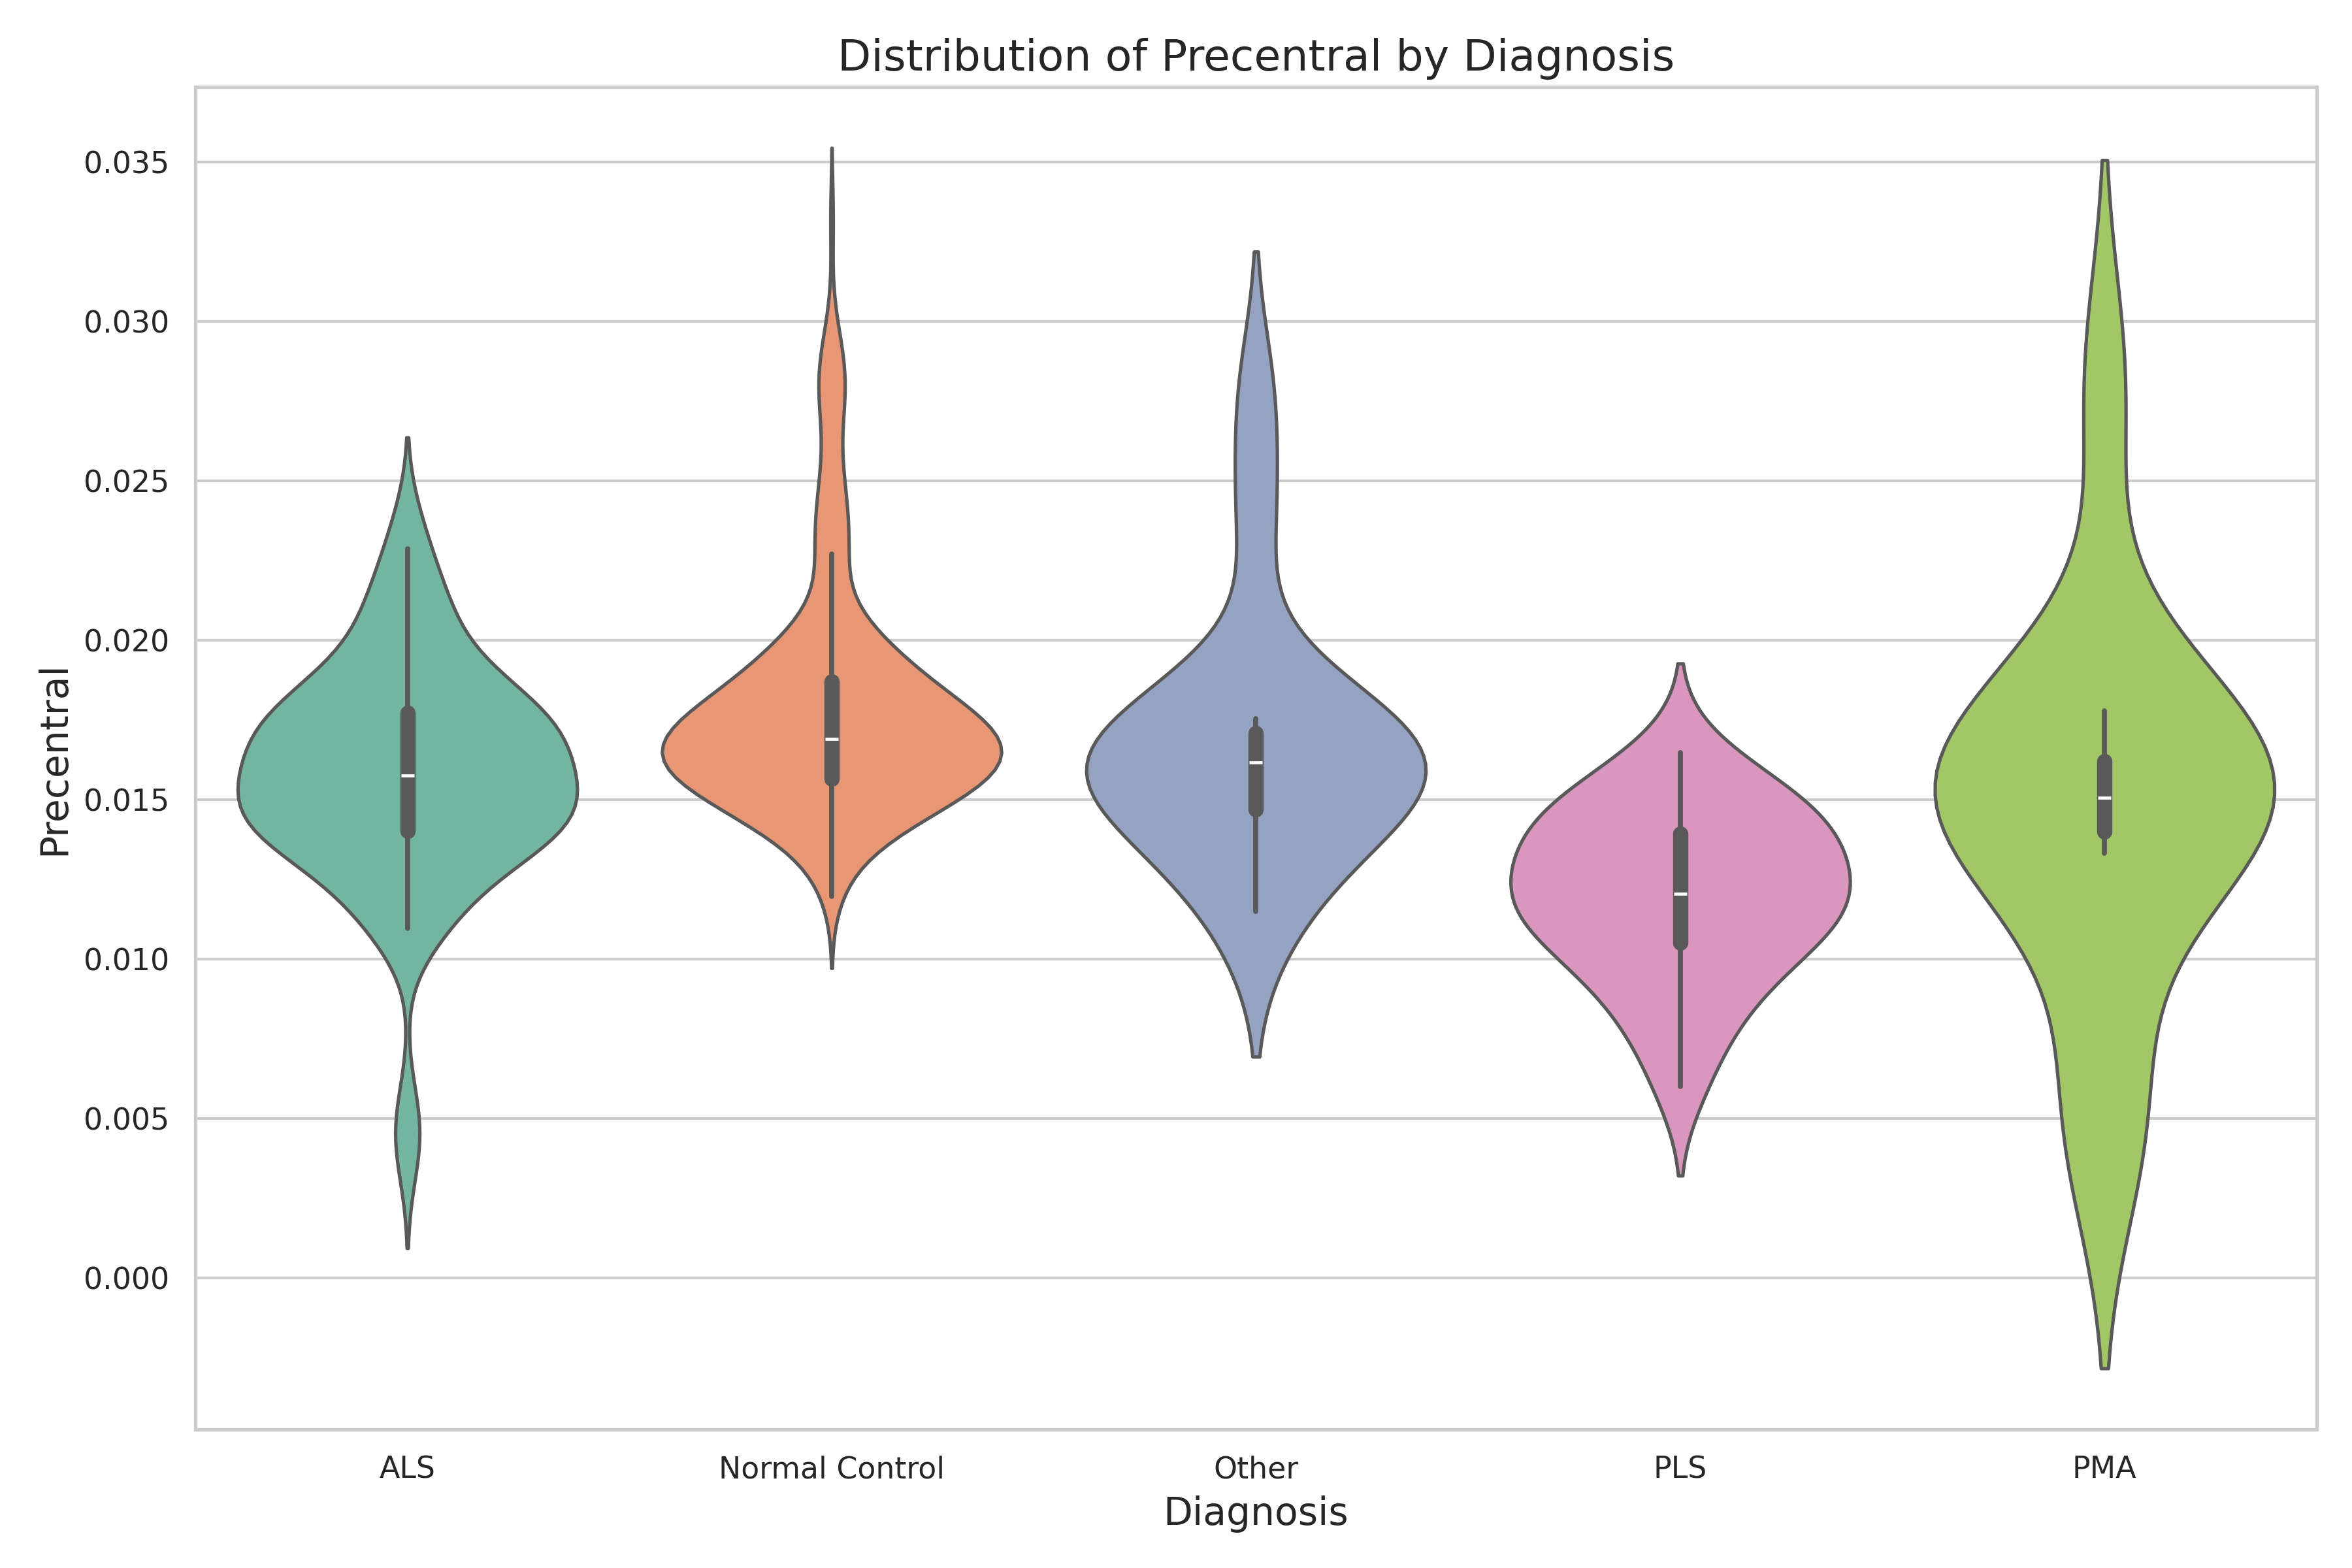 Distribution of Precentral by Diagnosis
Precentral
0.035
0.030
0.025
0.020
0.015
0.010
0.005
0.000
ALS
Normal Control
Other
PLS
PMA
Diagnosis